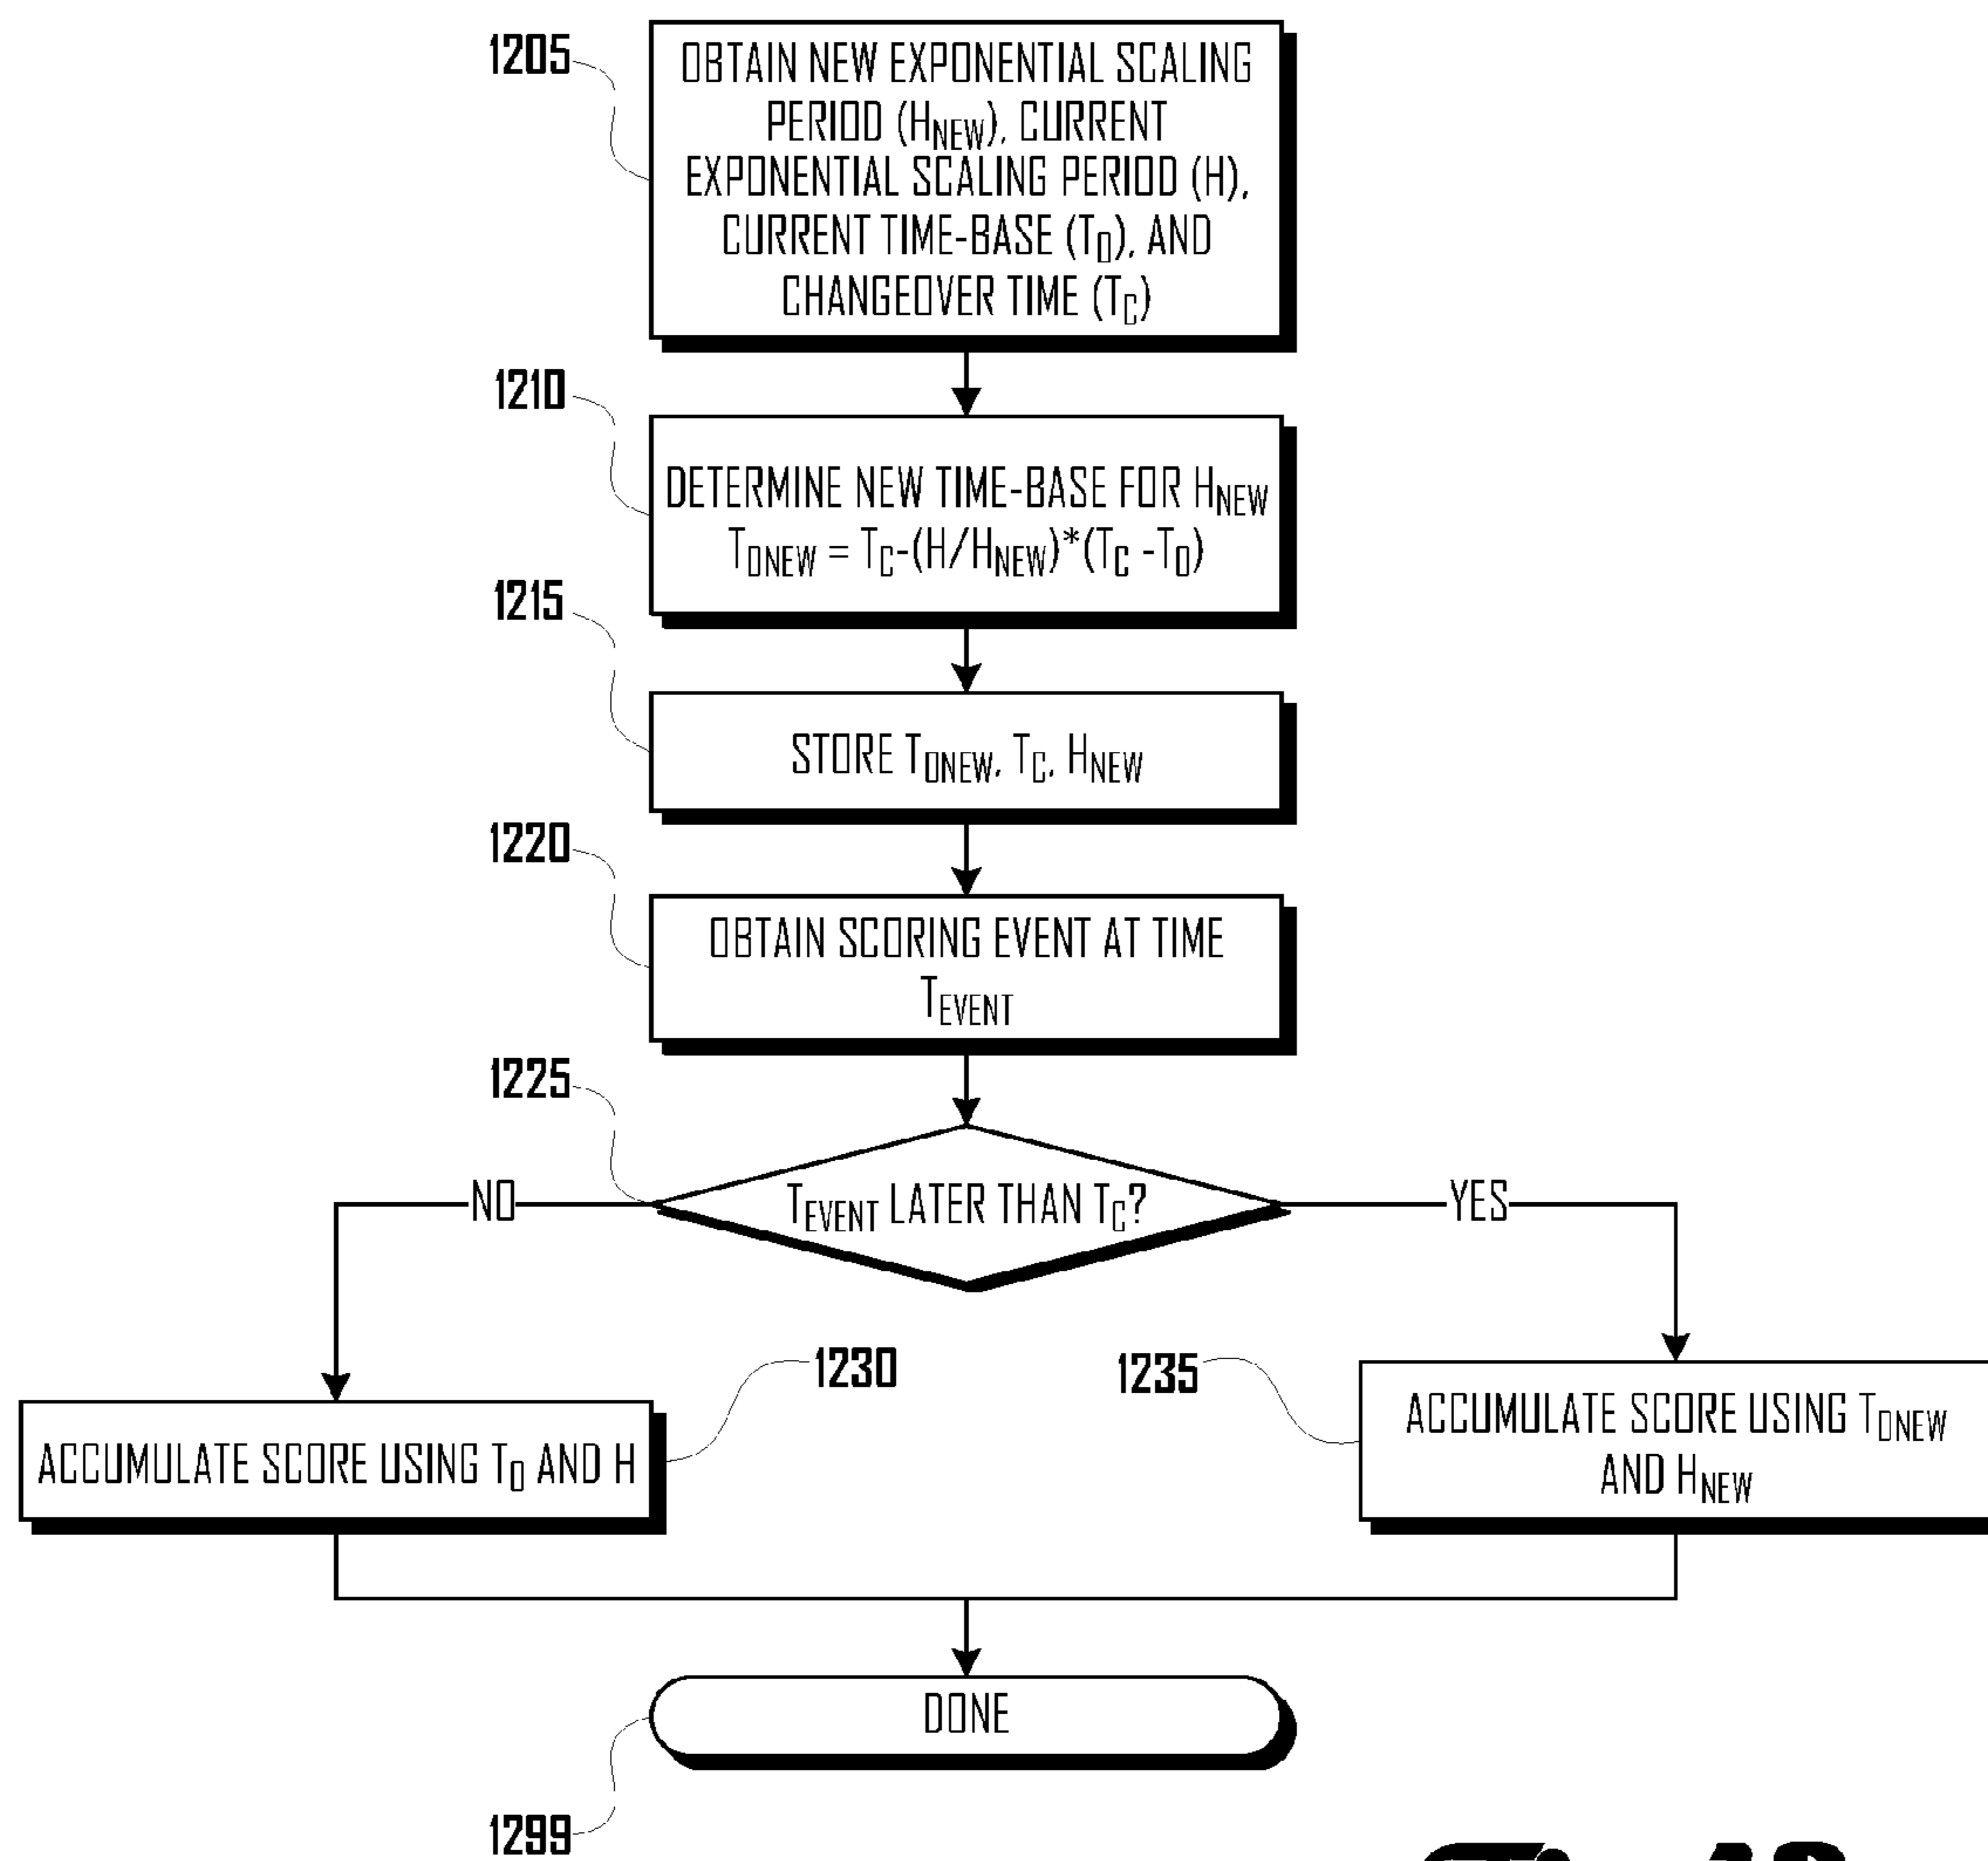 1205
OBTAIN NEW EXPONENTIAL SCALING
PERIOD (HNEW), CURRENT
EXPONENTIAL SCALING PERIOD (H),
CURRENT TIME-BASE (T0), AND
CHANGEOVER TIME (TC)
1210
DETERMINE NEW TIME-BASE FOR HNEW
T0NEW = TC-(H/HNEW)*(TC -T0)
1215
STORE T0NEW, TC, HNEW
1220
OBTAIN SCORING EVENT AT TIME
TEVENT
1225
TEVENT LATER THAN TC?
NO
YES
1230
ACCUMULATE SCORE USING T0 AND H
1235
ACCUMULATE SCORE USING T0NEW
AND HNEW
DONE
1299